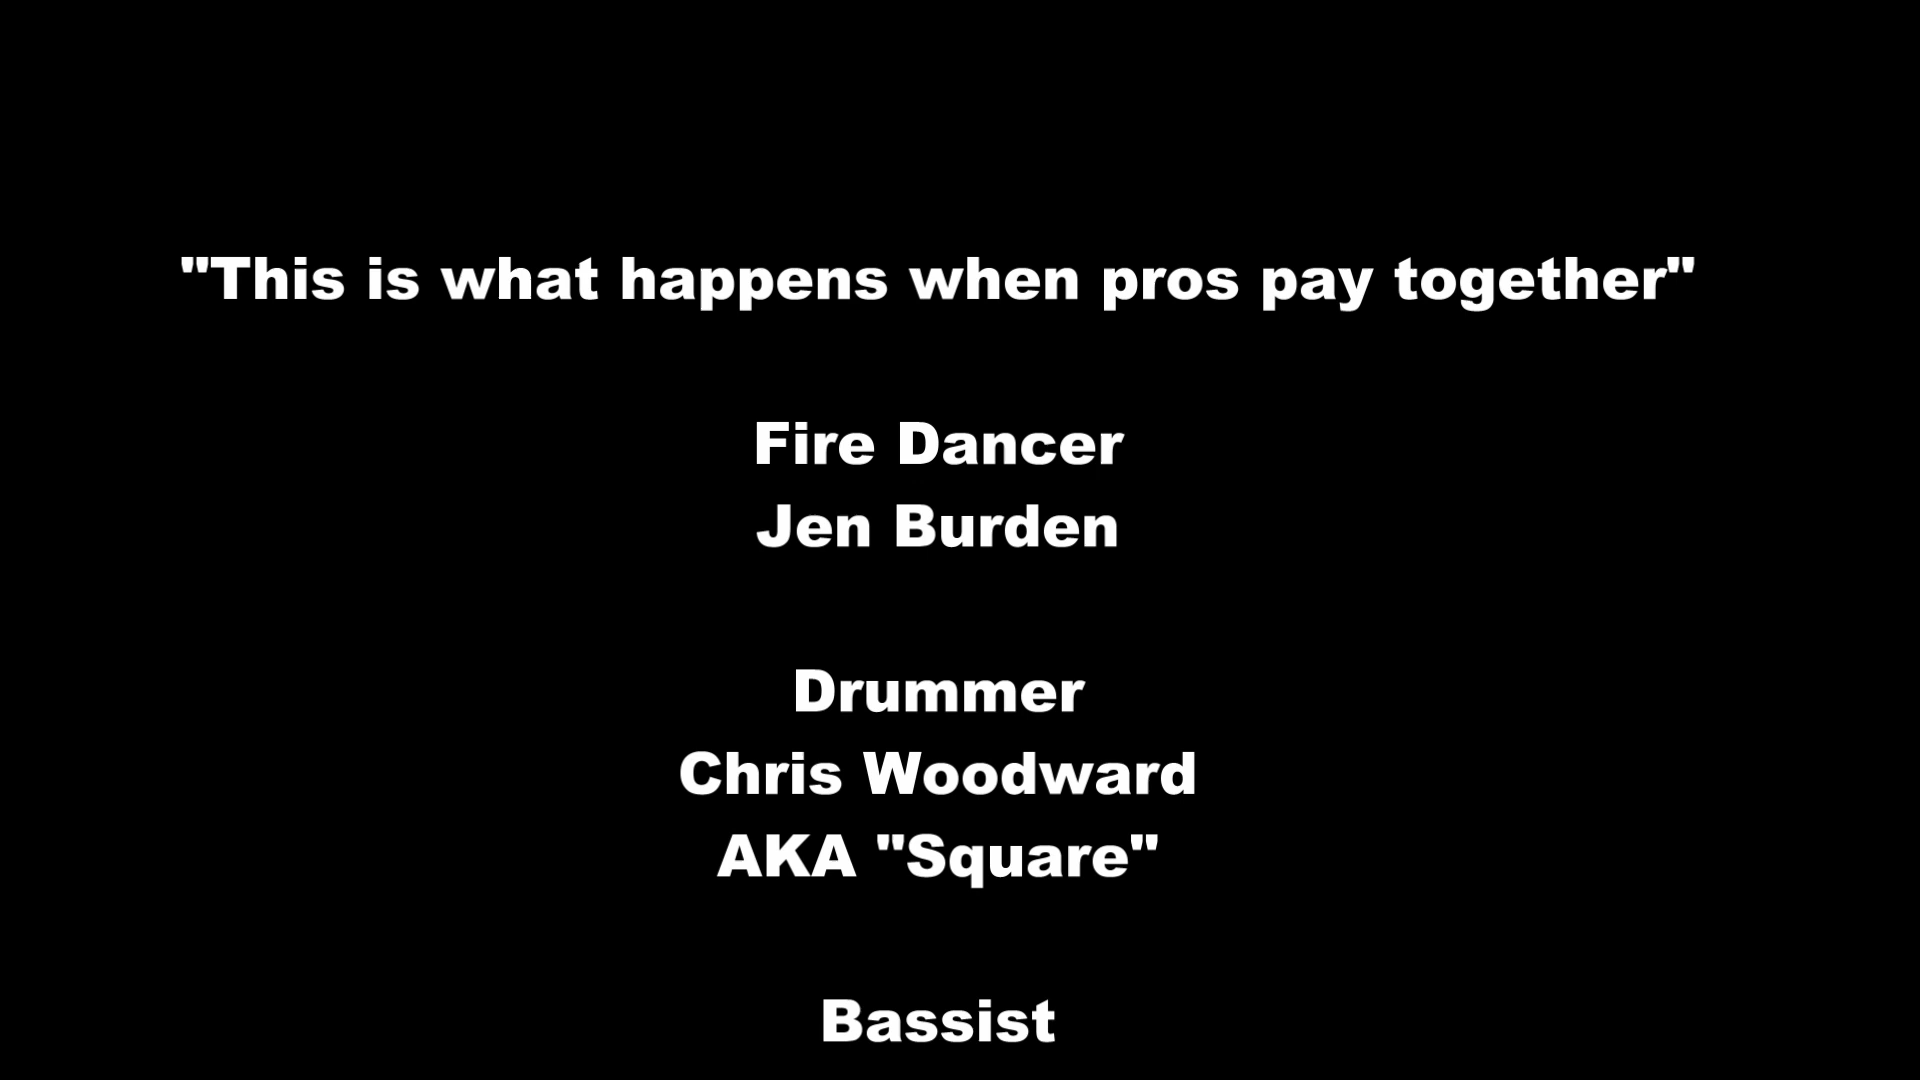 "This is what happens when pros pay together"
Fire Dancer
Jen Burden
Drummer
Chris Woodward
AKA "Square"
Bassist